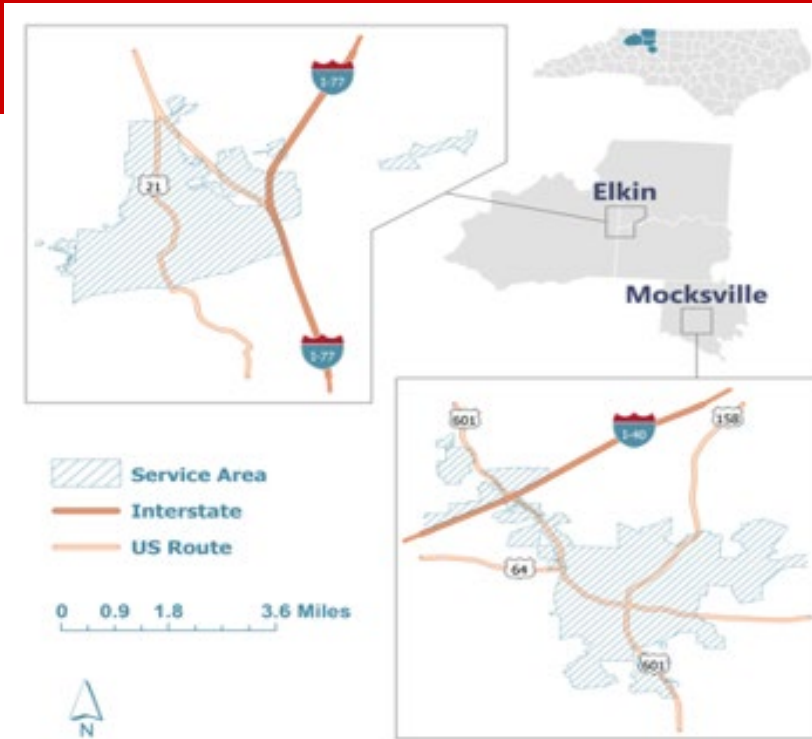 I-77
21
I-77
Elkin
Mocksville
601
I-40
158
64
601
Service Area
Interstate
US Route
0 0.9 1.8 3.6 Miles
N